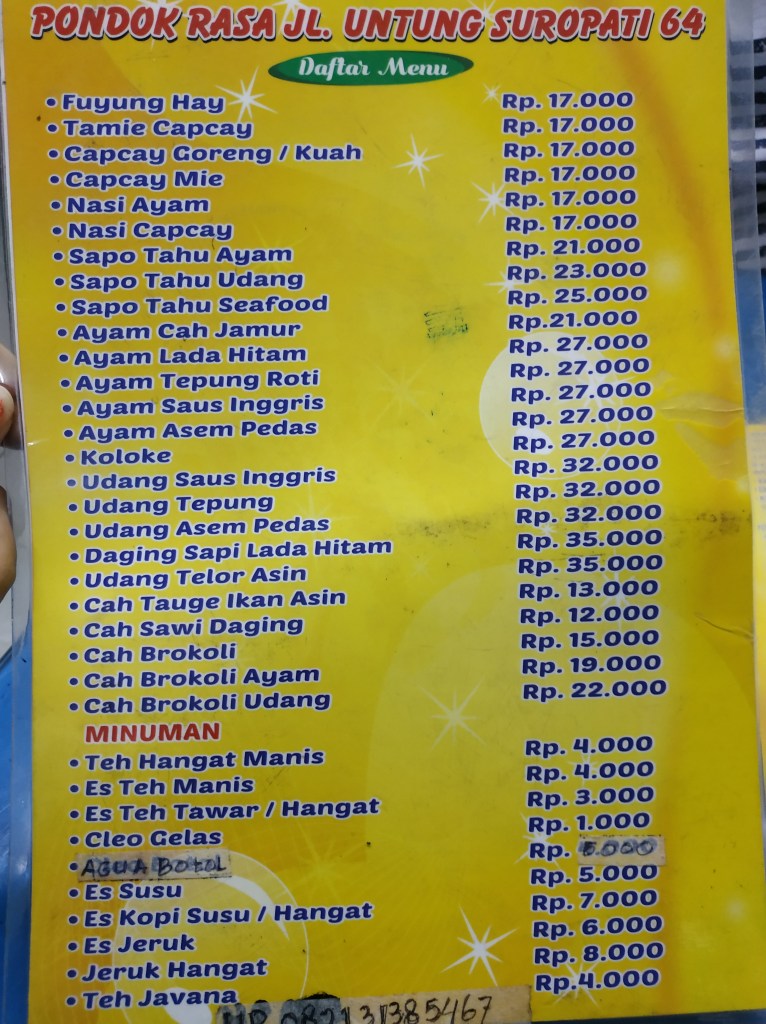 PONDOK RASA JL. UNTUNG SUROPATI 64
Daftar Menu
• Fuyung Hay Rp. 17.000
• Tamie Capcay Rp. 17.000
• Capcay Goreng / Kuah Rp. 17.000
• Capcay Mie Rp. 17.000
• Nasi Ayam Rp. 17.000
• Nasi Capcay Rp. 17.000
• Sapo Tahu Ayam Rp. 21.000
• Sapo Tahu Udang Rp. 23.000
• Sapo Tahu Seafood Rp. 25.000
• Ayam Cah Jamur Rp.21.000
• Ayam Lada Hitam Rp. 27.000
• Ayam Tepung Roti Rp. 27.000
• Ayam Saus Inggris Rp. 27.000
• Ayam Asem Pedas Rp. 27.000
• Koloke Rp. 27.000
• Udang Saus Inggris Rp. 32.000
• Udang Tepung Rp. 32.000
• Udang Asem Pedas Rp. 32.000
• Daging Sapi Lada Hitam Rp. 35.000
• Udang Telor Asin Rp. 35.000
• Cah Tauge Ikan Asin Rp. 13.000
• Cah Sawi Daging Rp. 12.000
• Cah Brokoli Rp. 15.000
• Cah Brokoli Ayam Rp. 19.000
• Cah Brokoli Udang Rp. 22.000
MINUMAN
• Teh Hangat Manis Rp. 4.000
• Es Teh Manis Rp. 4.000
• Es Teh Tawar / Hangat Rp. 3.000
• Cleo Gelas Rp. 1.000
• AQUA Botol Rp.
• Es Susu Rp. 5.000
• Es Kopi Susu / Hangat Rp. 7.000
• Es Jeruk Rp. 6.000
• Jeruk Hangat Rp. 8.000
• Teh Javana Rp.4.000
HP 082131385467